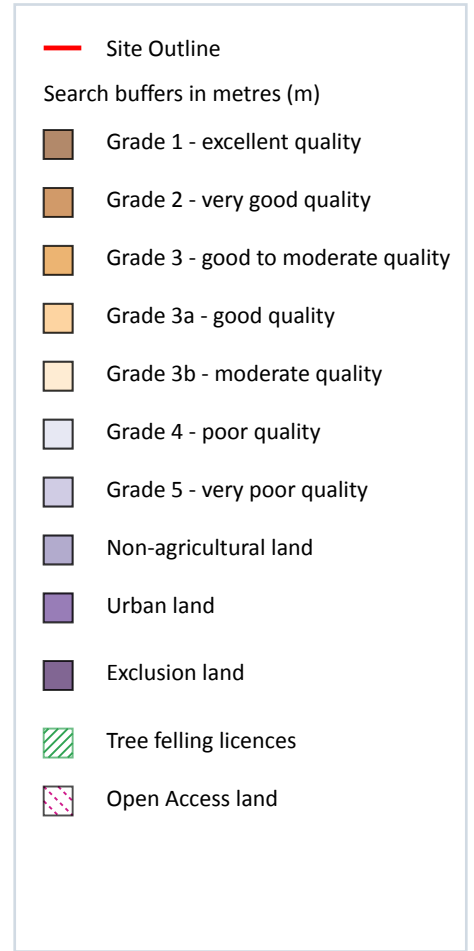 Site Outline
Search buffers in metres (m)
Grade 1 - excellent quality
Grade 2 - very good quality
Grade 3 - good to moderate quality
Grade 3a - good quality
Grade 3b - moderate quality
Grade 4 - poor quality
Grade 5 - very poor quality
Non-agricultural land
Urban land
Exclusion land
Tree felling licences
Open Access land